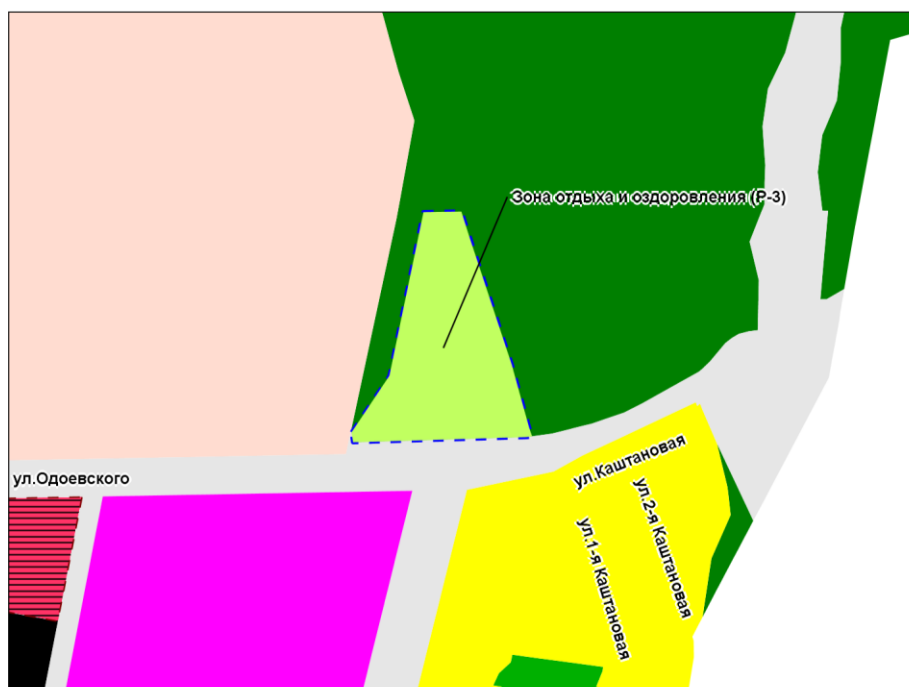 Зона отдыха и оздоровления (Р-3)
ул.Каштановая
ул.Одоевского
ул.2-я Каштановая
ул.1-я Каштановая